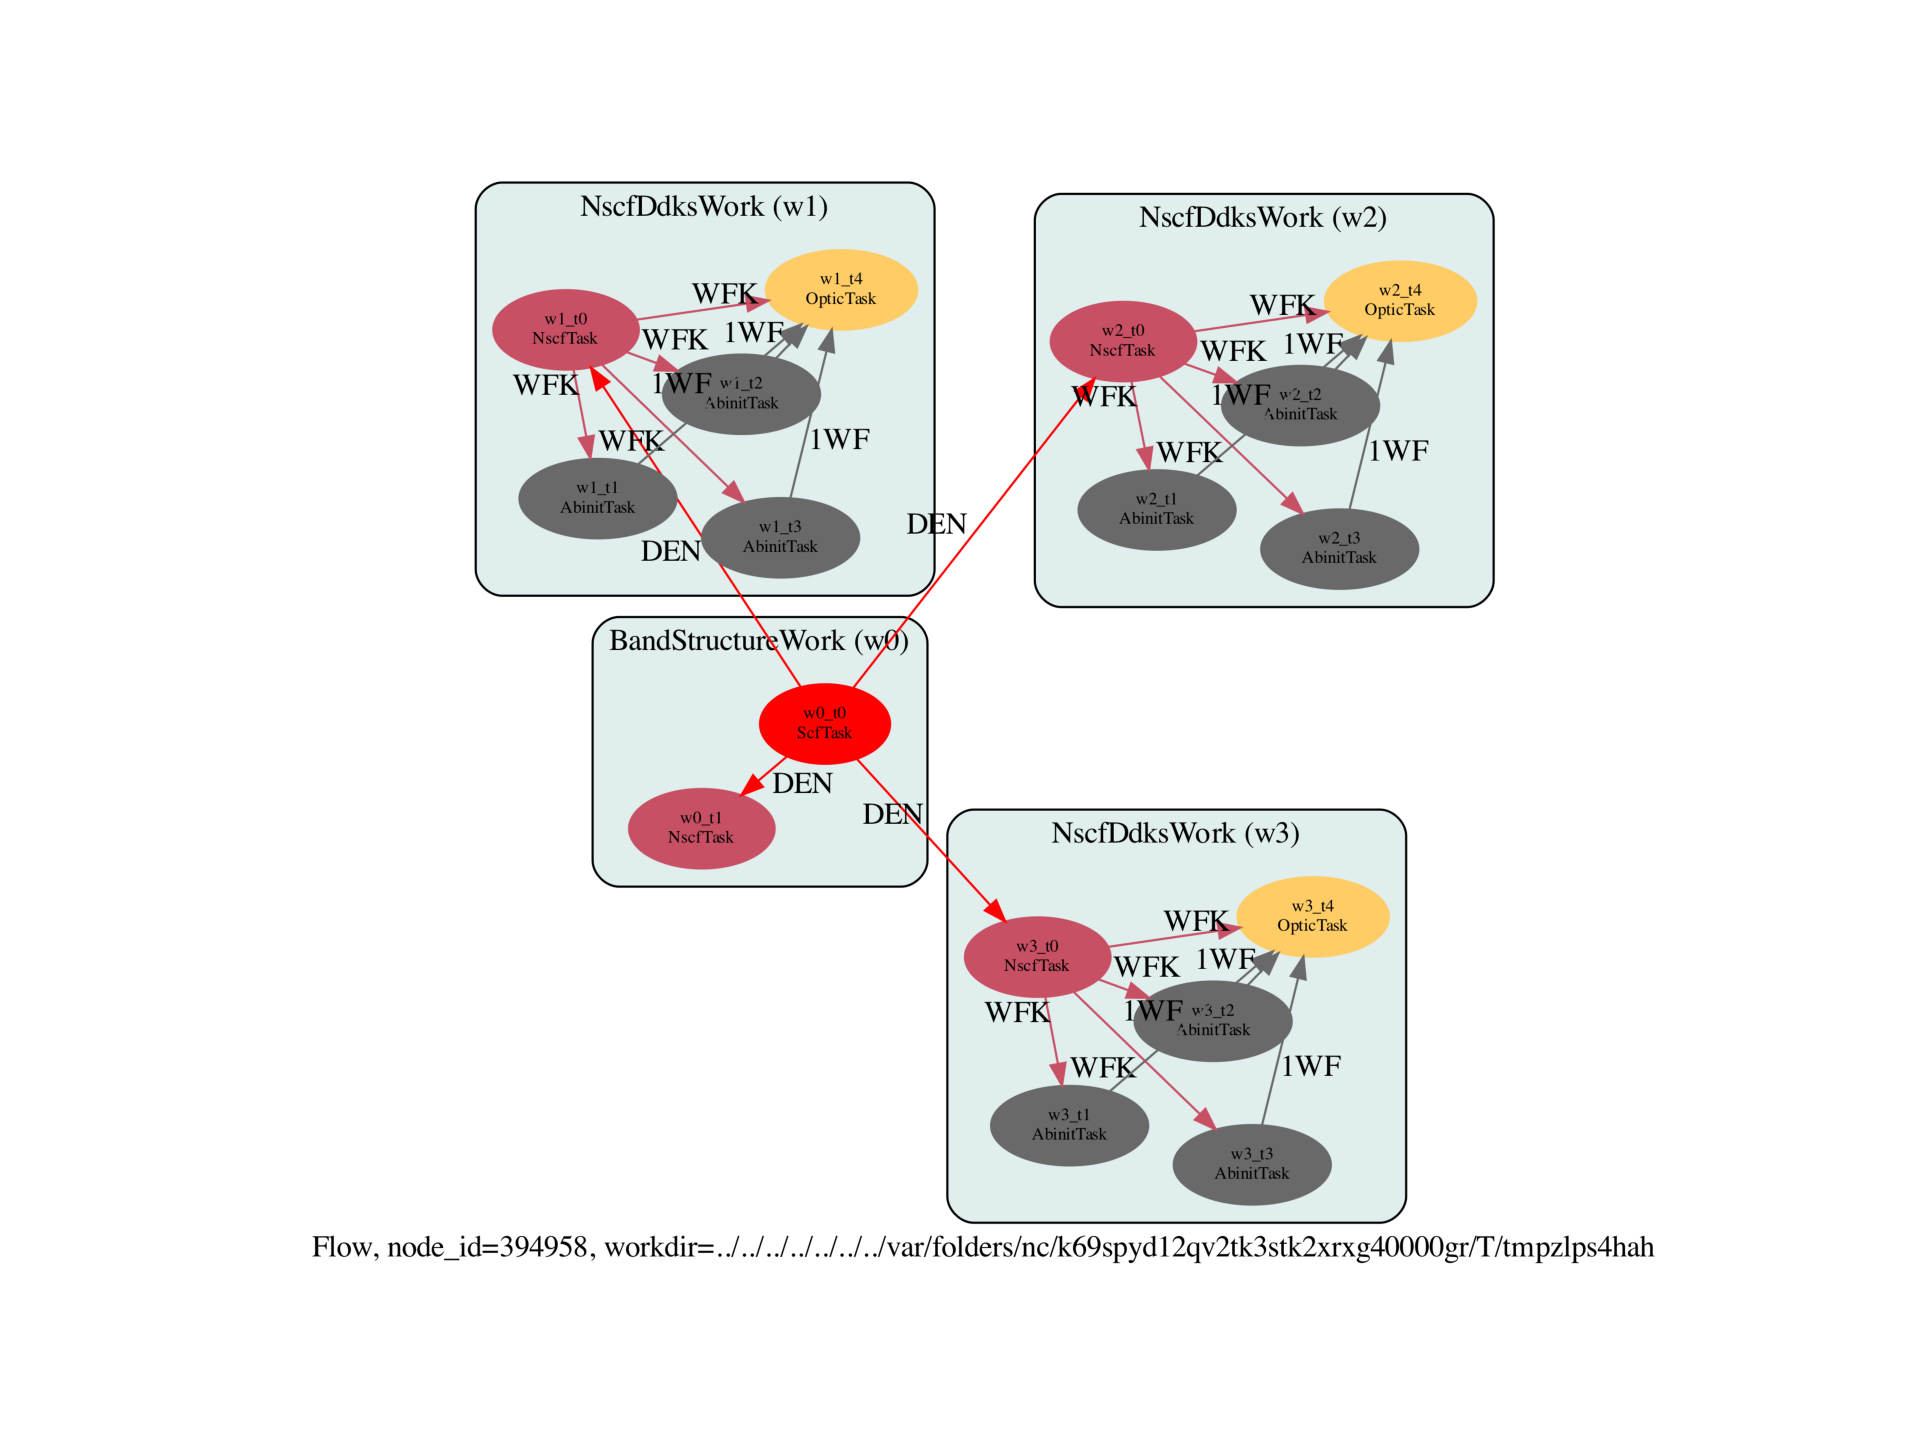 NscfDdksWork (w1)
w1_t4
OpticTask
WFK
w1_t0
NscfTask
WFK
1WF
WFK
1WF
w1_t2
AbinitTask
WFK
1WF
w1_t1
AbinitTask
w1_t3
AbinitTask
DEN
NscfDdksWork (w2)
w2_t4
OpticTask
WFK
w2_t0
NscfTask
WFK
1WF
WFK
1WF
w2_t2
AbinitTask
WFK
1WF
w2_t1
AbinitTask
w2_t3
AbinitTask
DEN
BandStructureWork (w0)
w0_t0
ScfTask
DEN
w0_t1
NscfTask
DEN
NscfDdksWork (w3)
w3_t4
OpticTask
WFK
w3_t0
NscfTask
WFK
1WF
WFK
1WF
w3_t2
AbinitTask
WFK
1WF
w3_t1
AbinitTask
w3_t3
AbinitTask
Flow, node_id=394958, workdir=../../../../../../../var/folders/nc/k69spyd12qv2tk3stk2xrxg40000gr/T/tmpzlps4hah